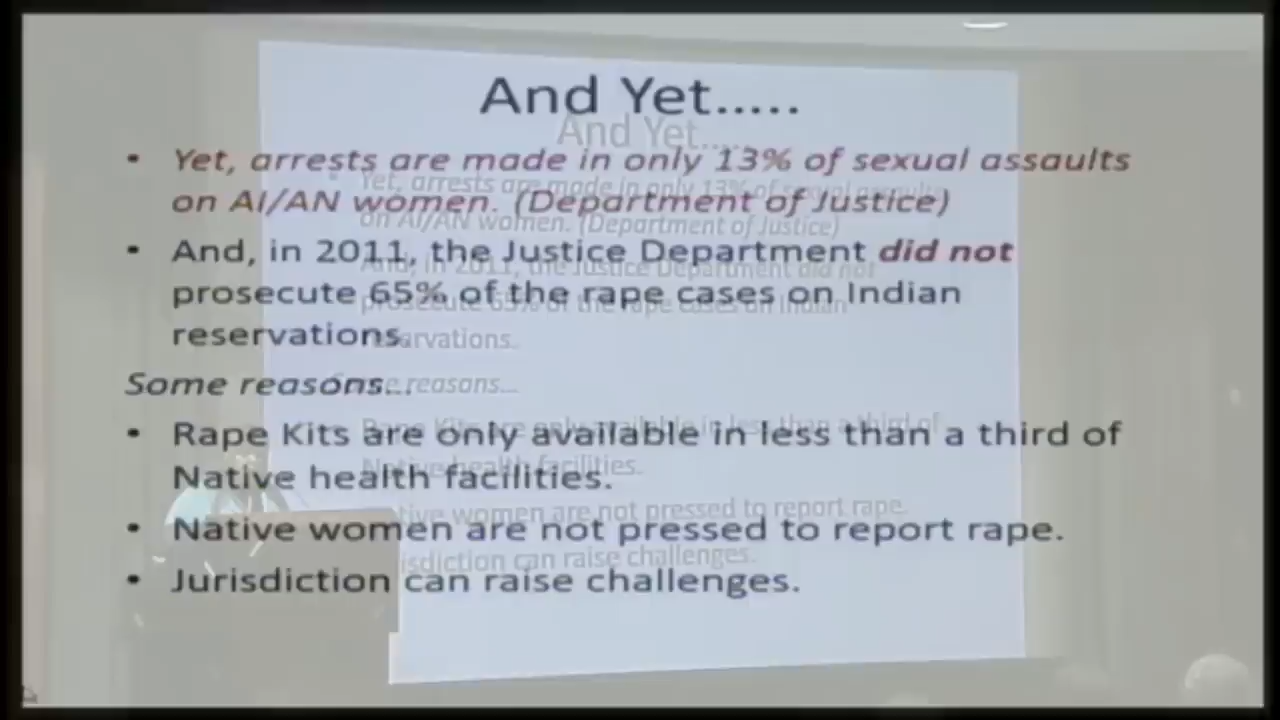 And Yet.....
• Yet, arrests are made in only 13% of sexual assaults
on AI/AN women. (Department of Justice)
• And, in 2011, the Justice Department did not
prosecute 65% of the rape cases on Indian
reservations.
Some reasons...
• Rape Kits are only available in less than a third of
Native health facilities.
• Native women are not pressed to report rape.
• Jurisdiction can raise challenges.